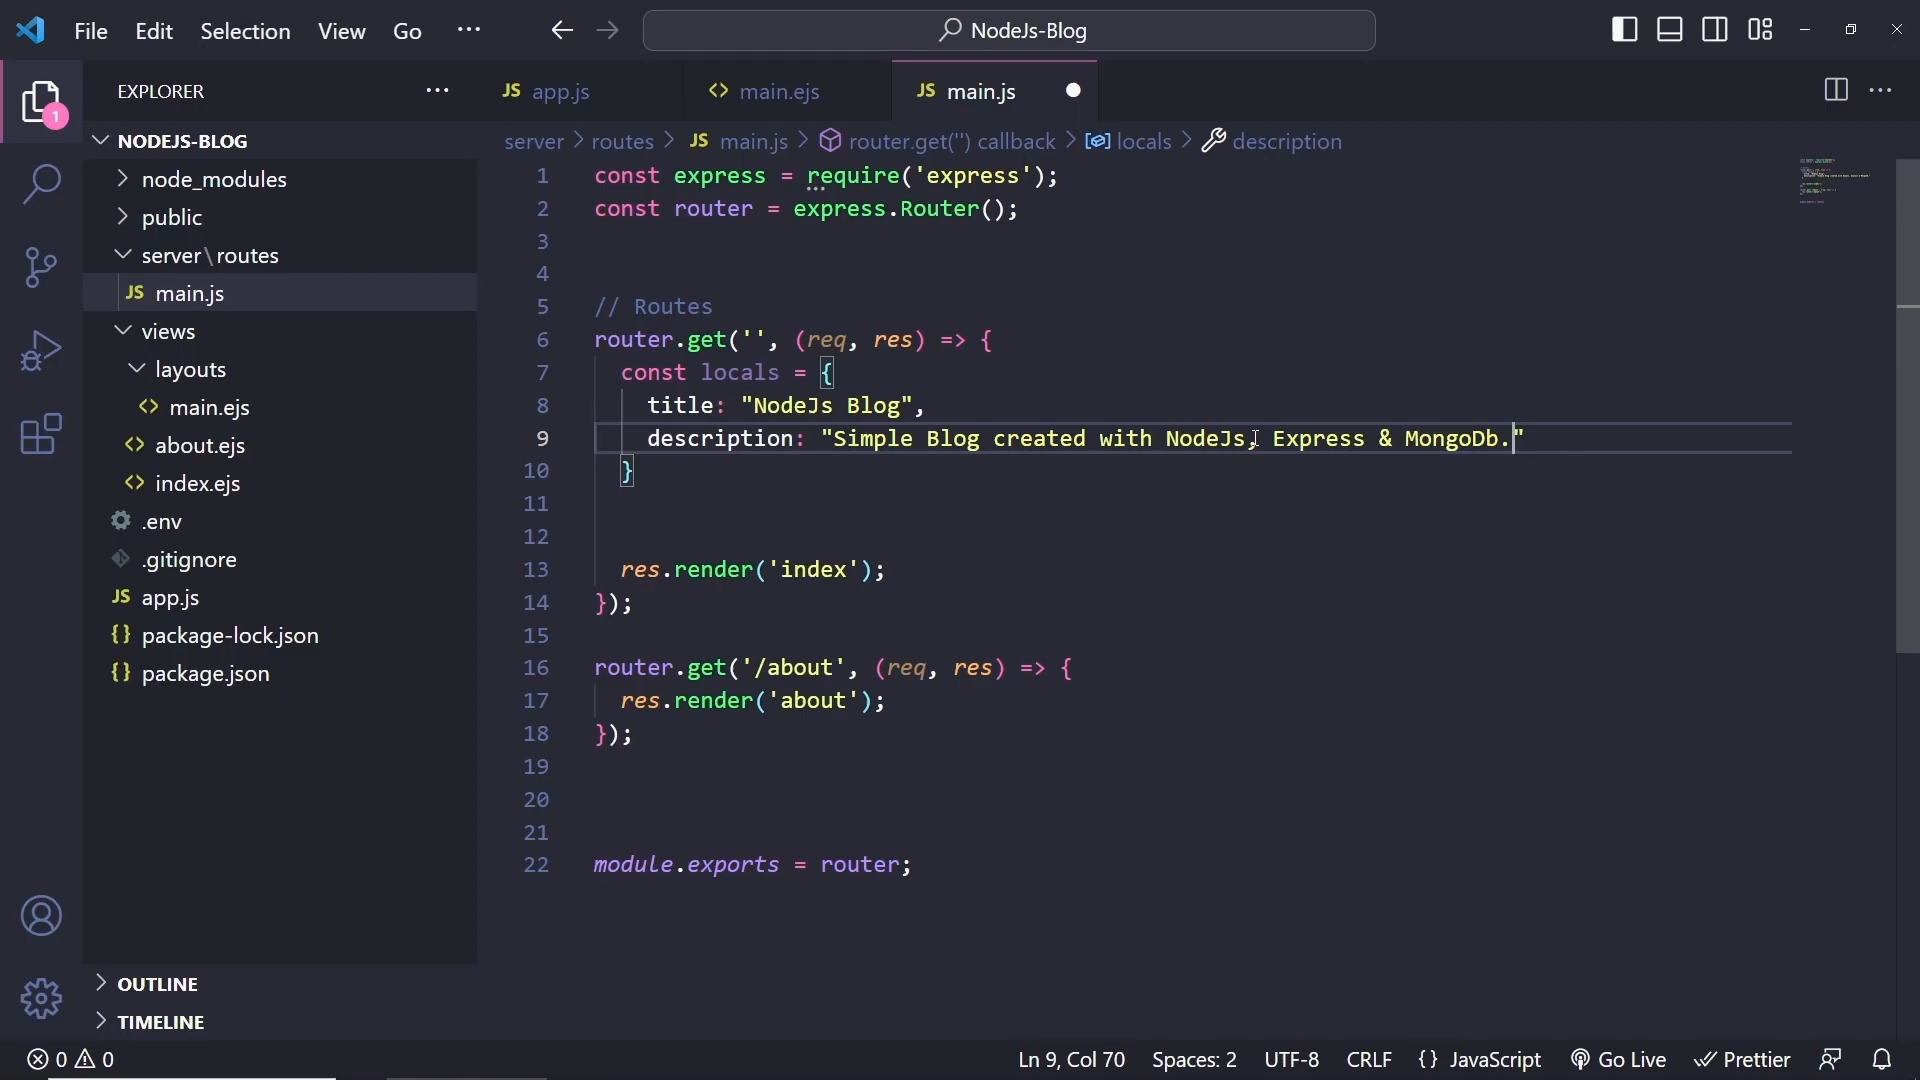 File Edit Selection View Go ··· NodeJs-Blog
EXPLORER ···
1
NODEJS-BLOG
node_modules
public
server\routes
JS main.js
views
layouts
<> main.ejs
<> about.ejs
<> index.ejs
.env
.gitignore
JS app.js
{} package-lock.json
{} package.json
OUTLINE
TIMELINE
JS app.js <> main.ejs JS main.js
server > routes > JS main.js > router.get('') callback > locals > description
1 const express = require('express');
2 const router = express.Router();
3
4
5 // Routes
6 router.get('', (req, res) => {
7 const locals = {
8 title: "NodeJs Blog",
9 description: "Simple Blog created with NodeJs, Express & MongoDb."
10 }
11
12
13 res.render('index');
14 });
15
16 router.get('/about', (req, res) => {
17 res.render('about');
18 });
19
20
21
22 module.exports = router;
0 0 Ln 9, Col 70 Spaces: 2 UTF-8 CRLF {} JavaScript Go Live Prettier